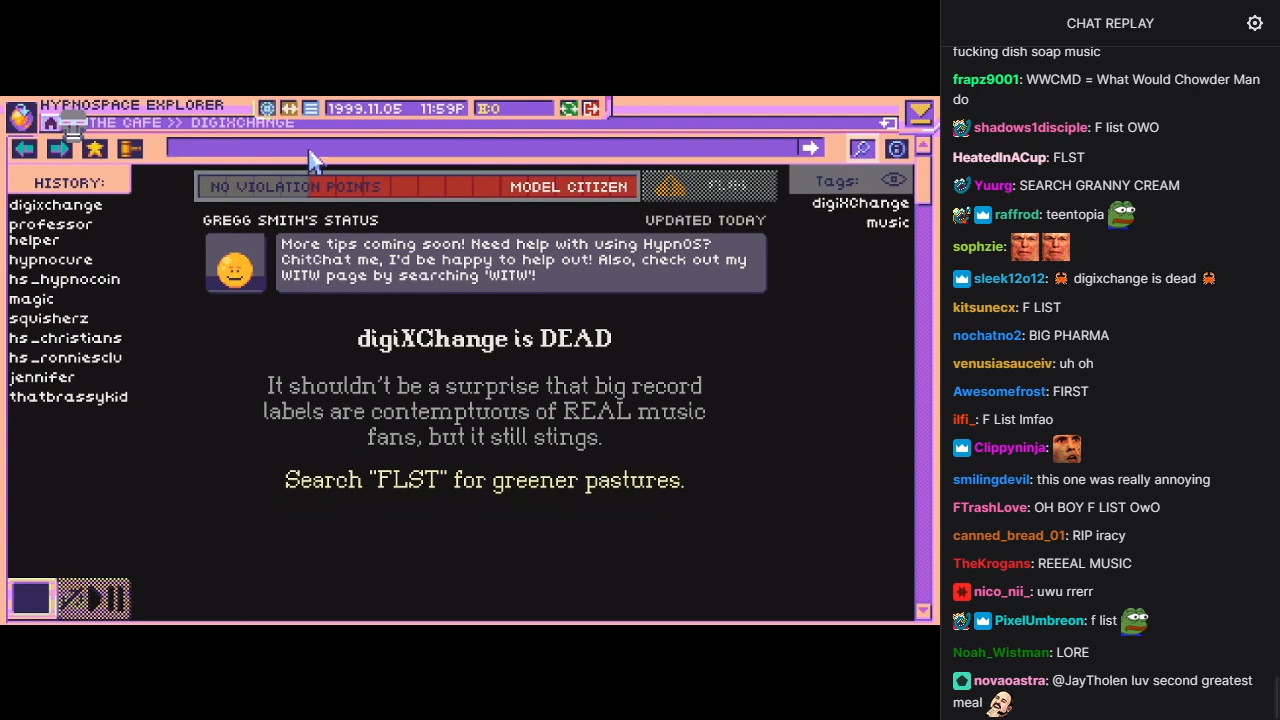 HYPNOSPACE EXPLORER
1999.11.05 11:59P
THE CAFE >> DIGIXCHANGE
HISTORY:
digixchange
professor
helper
hypnocure
hs_hypnocoin
magic
squisherz
hs_christians
hs_ronniesclu
jennifer
thatbrassykid
NO VIOLATION POINTS
MODEL CITIZEN
GREGG SMITH'S STATUS
UPDATED TODAY
More tips coming soon! Need help with using HypnOS?
ChitChat me, I'd be happy to help out! Also, check out my
WITW page by searching "WITW"!
digiXChange is DEAD
It shouldn't be a surprise that big record
labels are contemptuous of REAL music
fans, but it still stings.
Search "FLST" for greener pastures.
Tags:
digiXChange
music
CHAT REPLAY
fucking dish soap music
frapz9001: WWCMD = What Would Chowder Man
do
shadows1disciple: F list OWO
HeatedInACup: FLST
Yuurg: SEARCH GRANNY CREAM
raffrod: teentopia
sophzie:
sleek12o12: digixchange is dead
kitsunecx: F LIST
nochatno2: BIG PHARMA
venusiasauceiv: uh oh
Awesomefrost: FIRST
ilfi_: F List lmfao
Clippyninja:
smilingdevil: this one was really annoying
FTrashLove: OH BOY F LIST OwO
canned_bread_01: RIP iracy
TheKrogans: REEEAL MUSIC
nico_nii_: uwu rrerr
PixelUmbreon: f list
Noah_Wistman: LORE
novaoastra: @JayTholen luv second greatest
meal